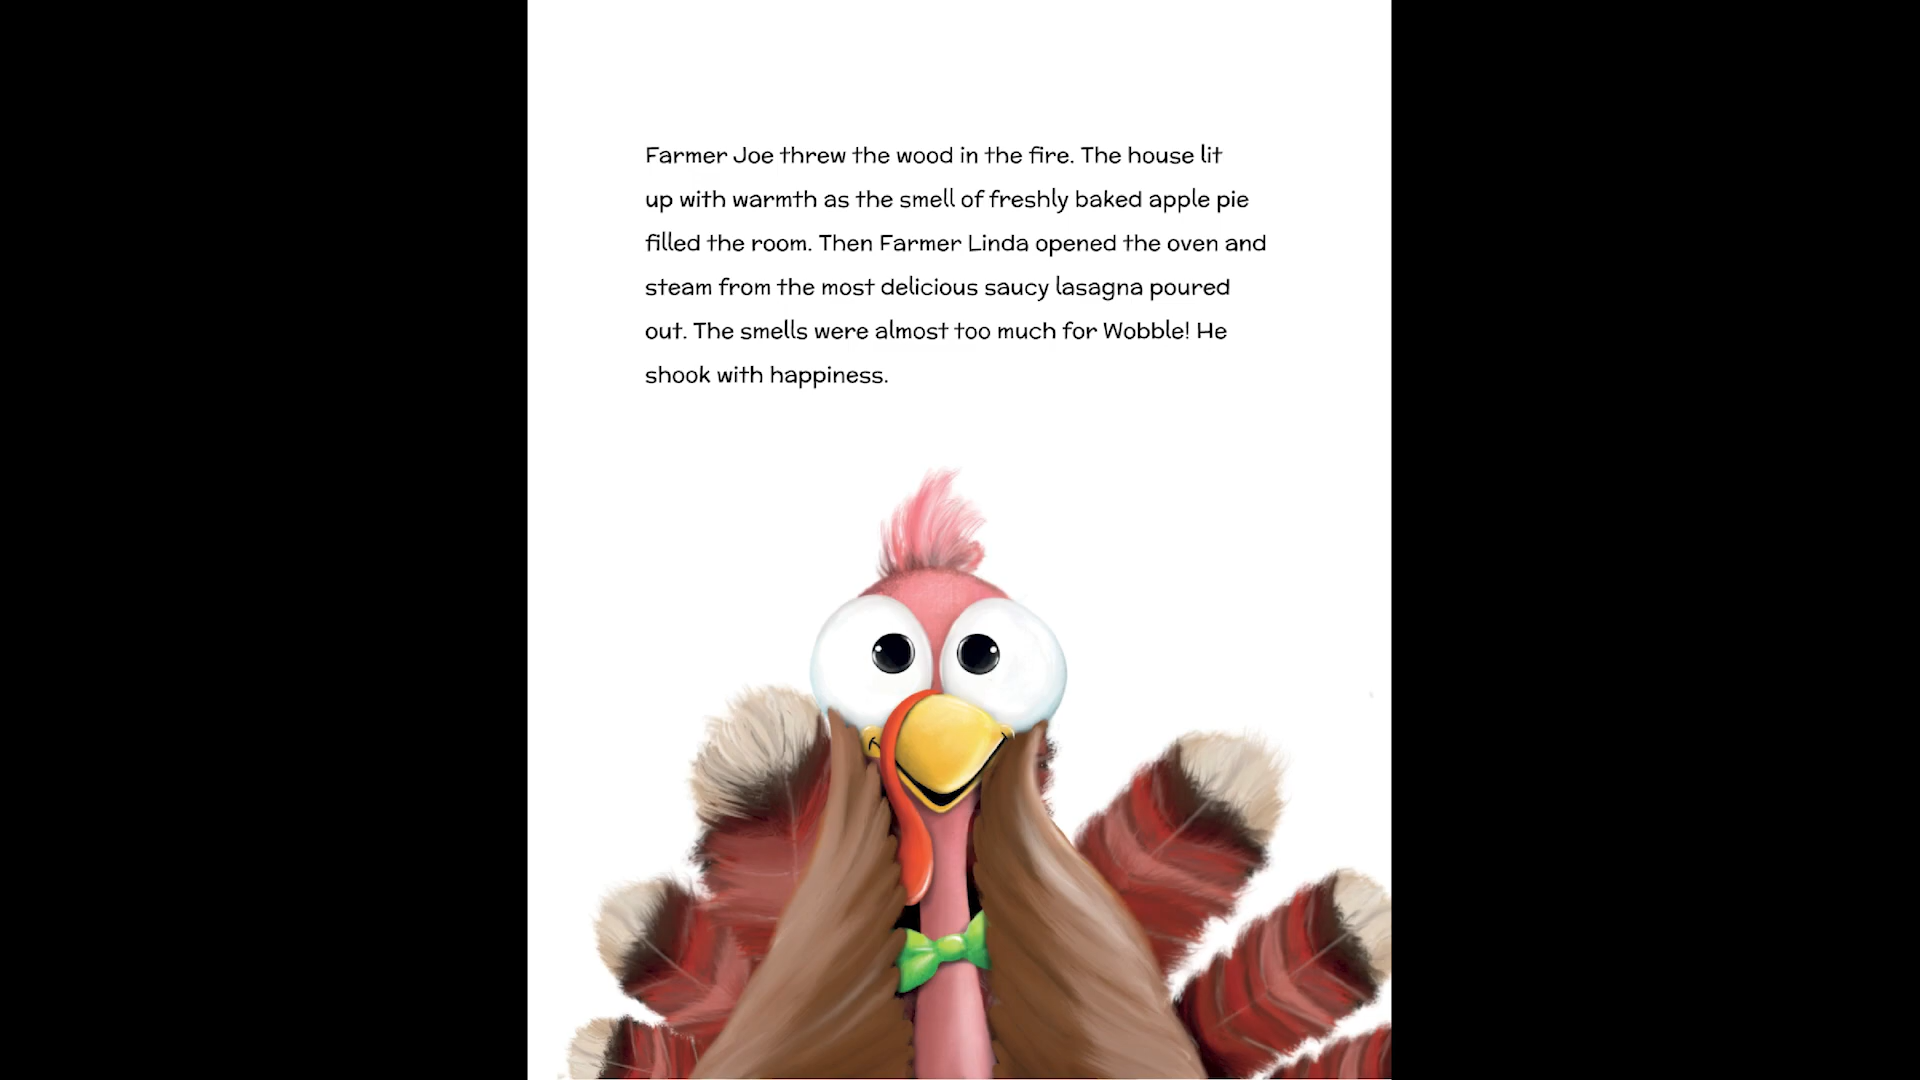 Farmer Joe threw the wood in the fire. The house lit
up with warmth as the smell of freshly baked apple pie
filled the room. Then Farmer Linda opened the oven and
steam from the most delicious saucy lasagna poured
out. The smells were almost too much for Wobble! He
shook with happiness.